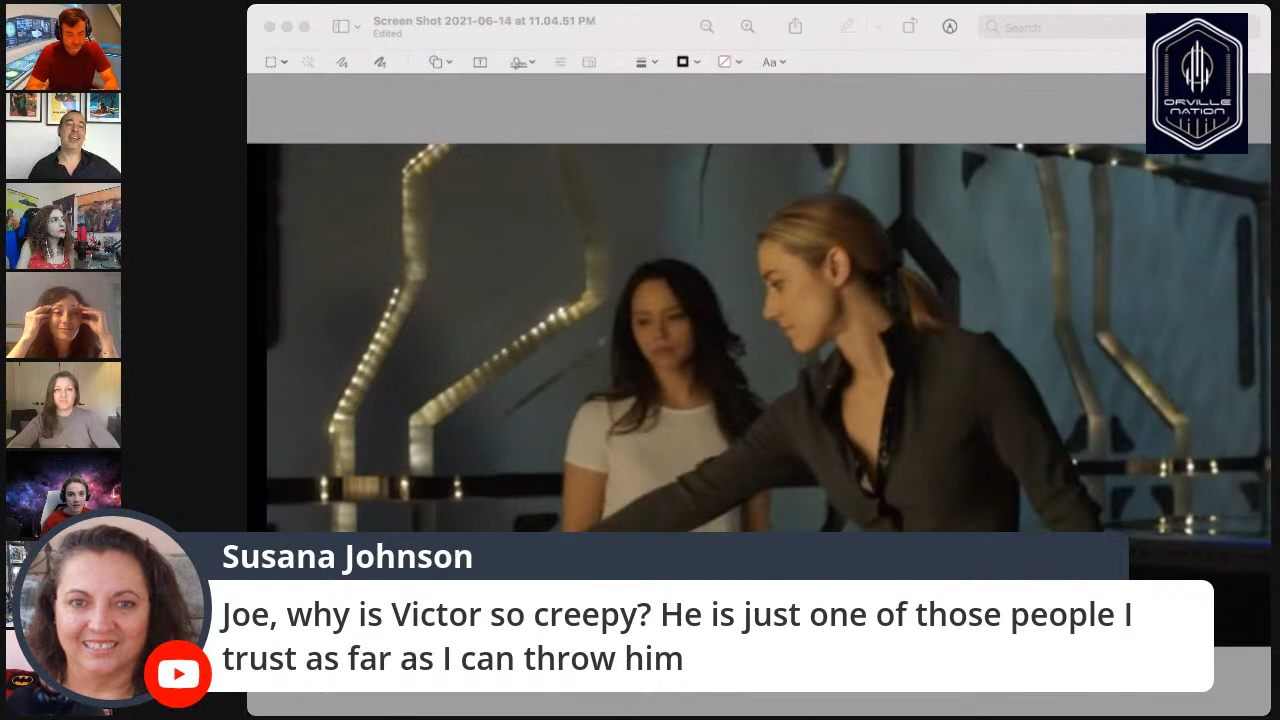 Screen Shot 2021-06-14 at 11.04.51 PM
Edited
Search
Aa
ORVILLE
NATION
Susana Johnson
Joe, why is Victor so creepy? He is just one of those people I
trust as far as I can throw him